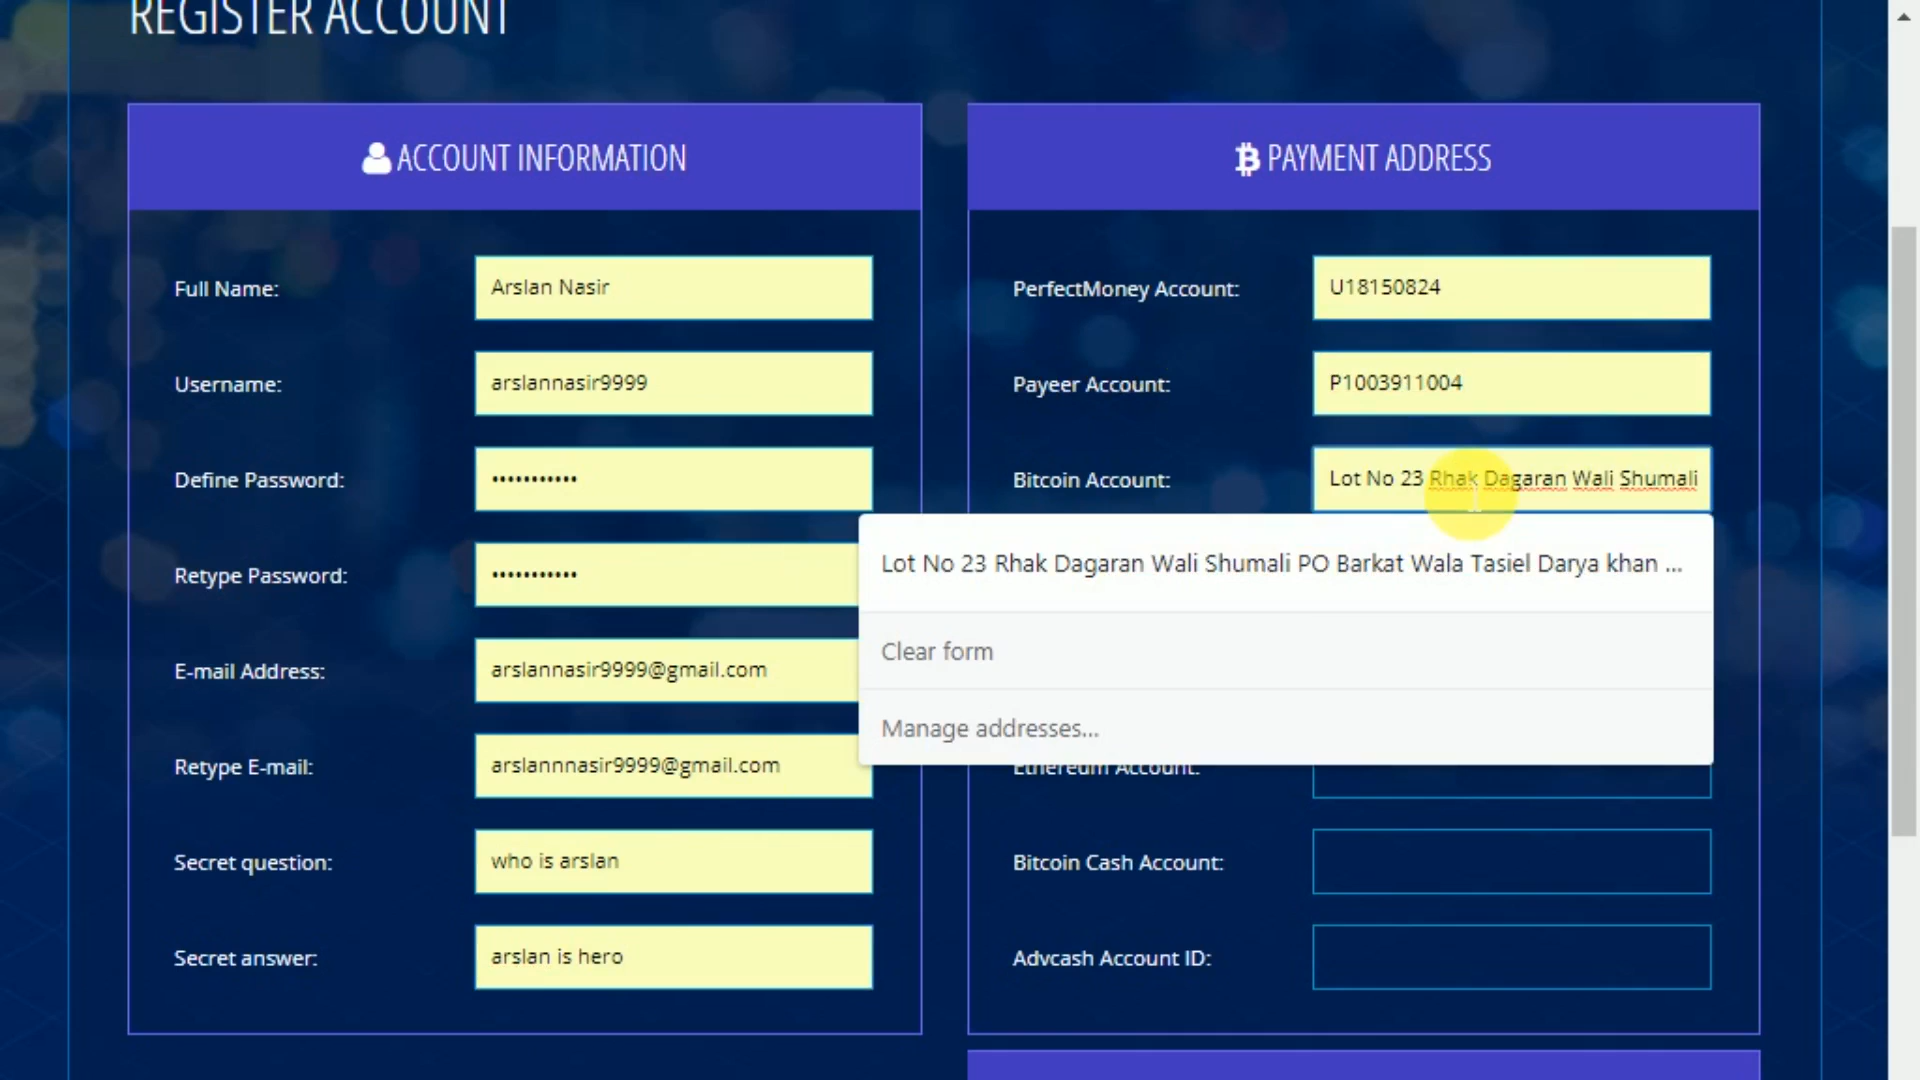 REGISTER ACCOUNT
ACCOUNT INFORMATION
Full Name: Arslan Nasir
Username: arslannasir9999
Define Password: •••••••••••
Retype Password: •••••••••••
E-mail Address: arslannasir9999@gmail.com
Retype E-mail: arslannnasir9999@gmail.com
Secret question: who is arslan
Secret answer: arslan is hero
PAYMENT ADDRESS
PerfectMoney Account: U18150824
Payeer Account: P1003911004
Bitcoin Account: Lot No 23 Rhak Dagaran Wali Shumali
Lot No 23 Rhak Dagaran Wali Shumali PO Barkat Wala Tasiel Darya khan ...
Clear form
Manage addresses...
Ethereum Account:
Bitcoin Cash Account:
Advcash Account ID: